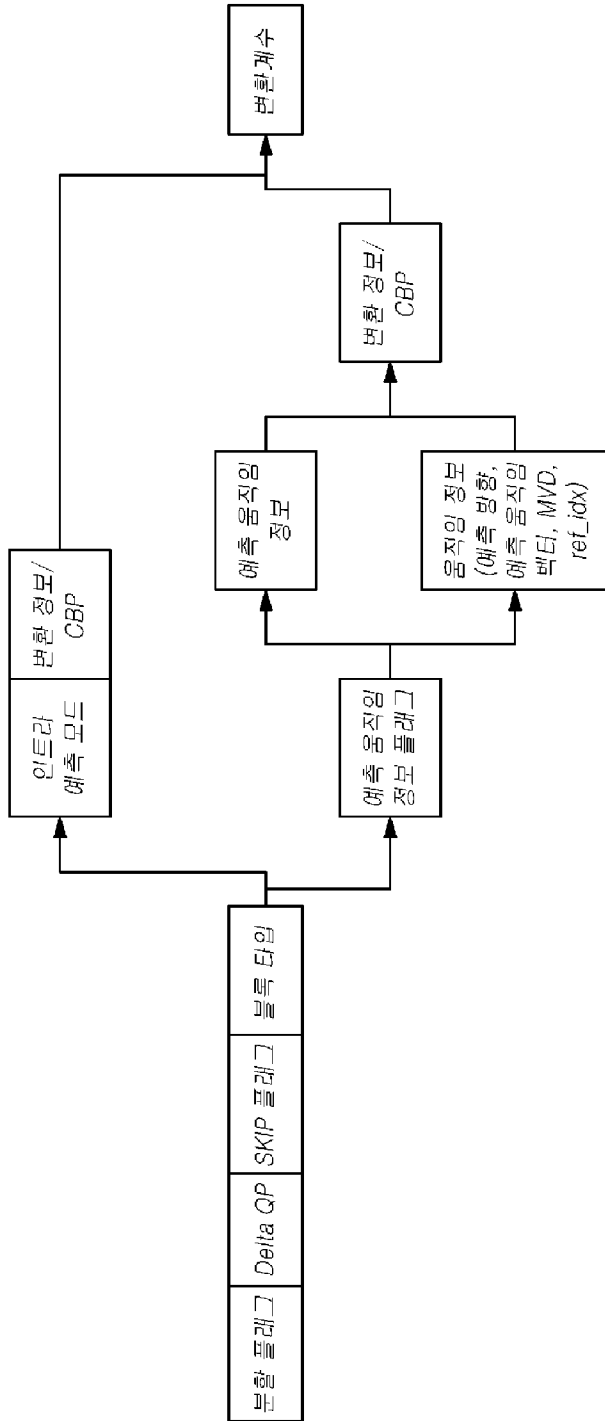 분할 플래그
Delta QP
SKIP 플래그
블록 타입
인트라
예측 모드
변환 정보/
CBP
예측 움직임
정보 플래그
예측 움직임
정보
움직임 정보
(예측 방향,
예측 움직임
벡터, MVD,
ref_idx)
변환 정보/
CBP
변환계수